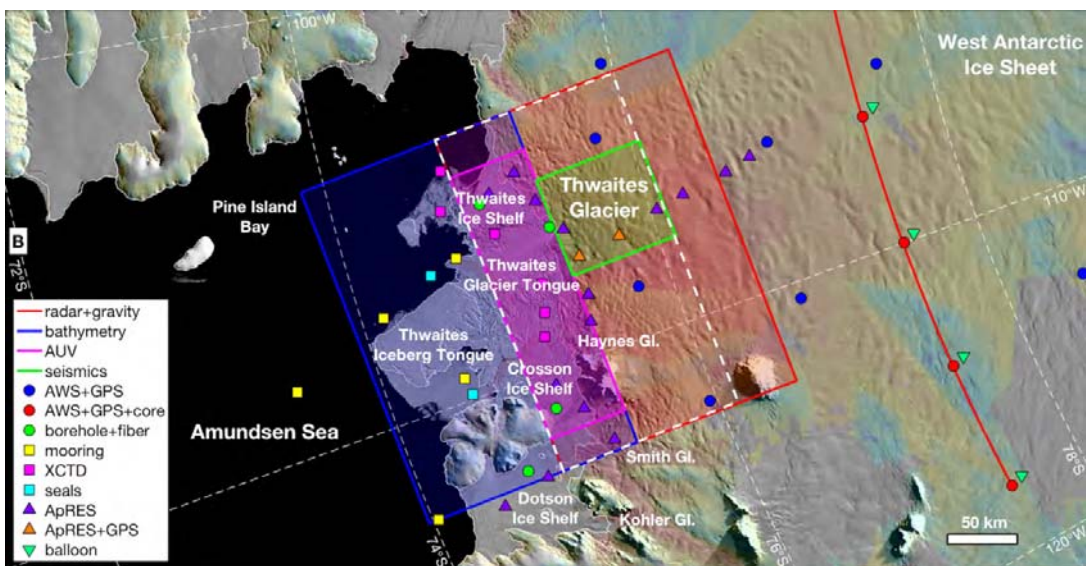 100°W
West Antarctic
Ice Sheet
Pine Island
Bay
Thwaites
Ice Shelf
Thwaites
Glacier
110°W
B
72°S
Thwaites
Glacier Tongue
Thwaites
Iceberg Tongue
Haynes Gl.
Crosson
Ice Shelf
Amundsen Sea
Smith Gl.
Dotson
Ice Shelf
Kohler Gl.
74°S
76°S
78°S
120°W
50 km
radar+gravity
bathymetry
AUV
seismics
AWS+GPS
AWS+GPS+core
borehole+fiber
mooring
XCTD
seals
ApRES
ApRES+GPS
balloon